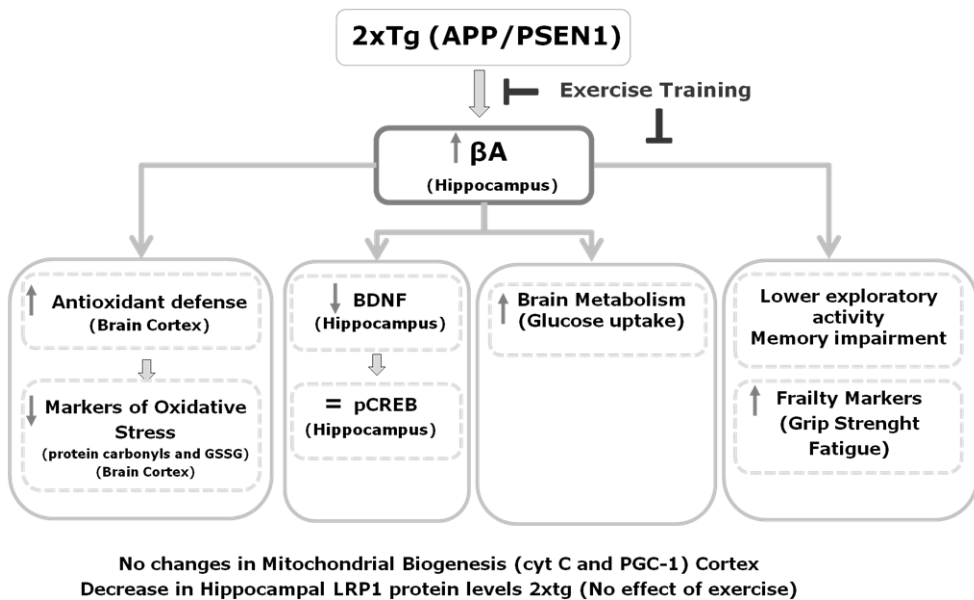 2xTg (APP/PSEN1)
Exercise Training
↑ βA
(Hippocampus)
↑ Antioxidant defense
(Brain Cortex)
↓ Markers of Oxidative
Stress
(protein carbonyls and GSSG)
(Brain Cortex)
↓ BDNF
(Hippocampus)
= pCREB
(Hippocampus)
↑ Brain Metabolism
(Glucose uptake)
Lower exploratory
activity
Memory impairment
↑ Frailty Markers
(Grip Strenght
Fatigue)
No changes in Mitochondrial Biogenesis (cyt C and PGC-1) Cortex
Decrease in Hippocampal LRP1 protein levels 2xtg (No effect of exercise)